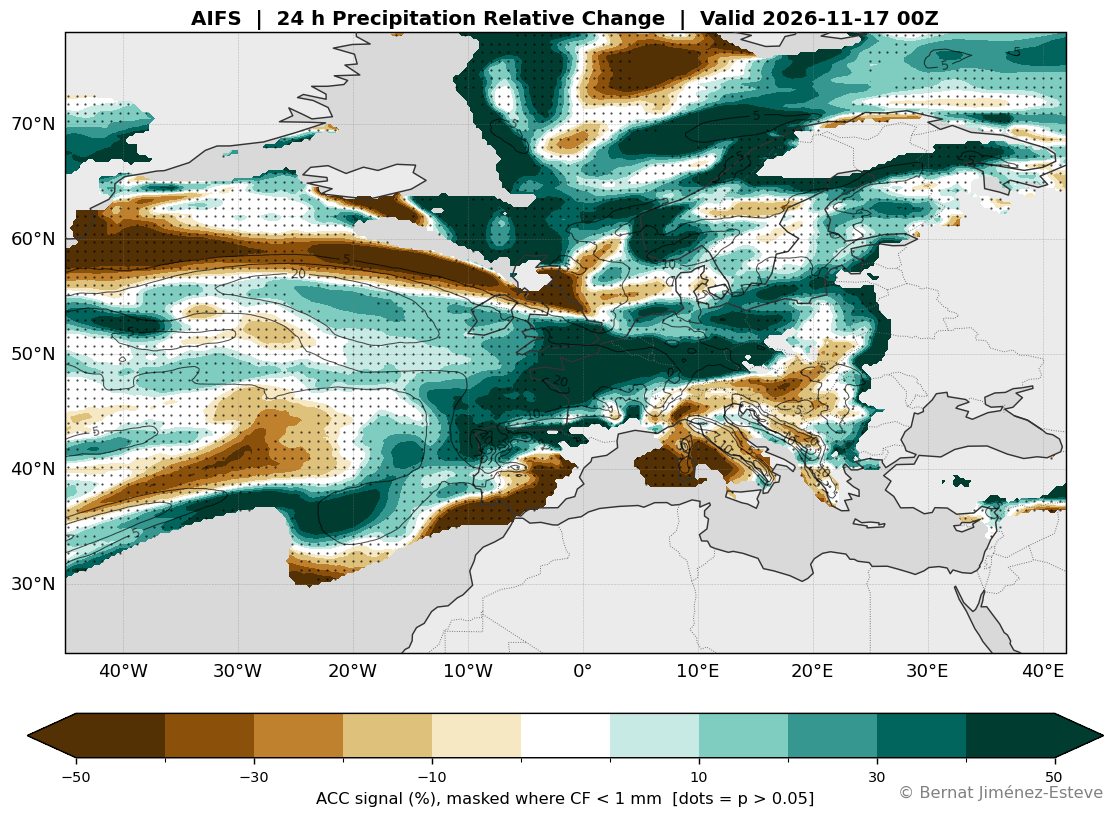 AIFS | 24 h Precipitation Relative Change | Valid 2026-11-17 00Z
70°N
60°N
50°N
40°N
30°N
40°W 30°W 20°W 10°W 0° 10°E 20°E 30°E 40°E
−50 −30 −10 10 30 50
ACC signal (%), masked where CF < 1 mm [dots = p > 0.05]
© Bernat Jiménez-Esteve